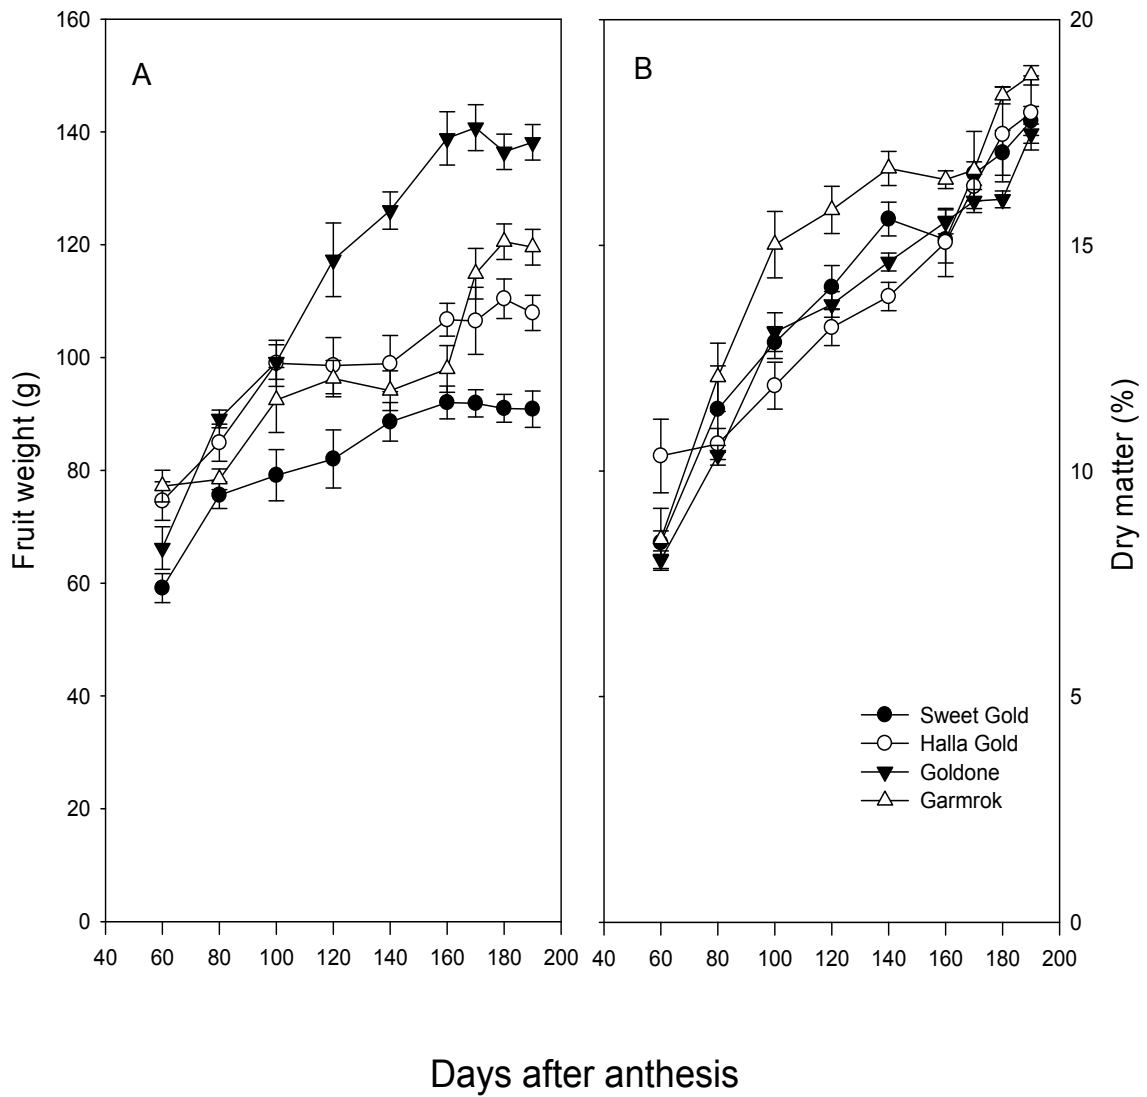 160
140
120
100
80
60
40
20
0
Fruit weight (g)
A
40 60 80 100 120 140 160 180 200
B
20
15
10
5
0
Dry matter (%)
Sweet Gold
Halla Gold
Goldone
Garmrok
40 60 80 100 120 140 160 180 200
Days after anthesis